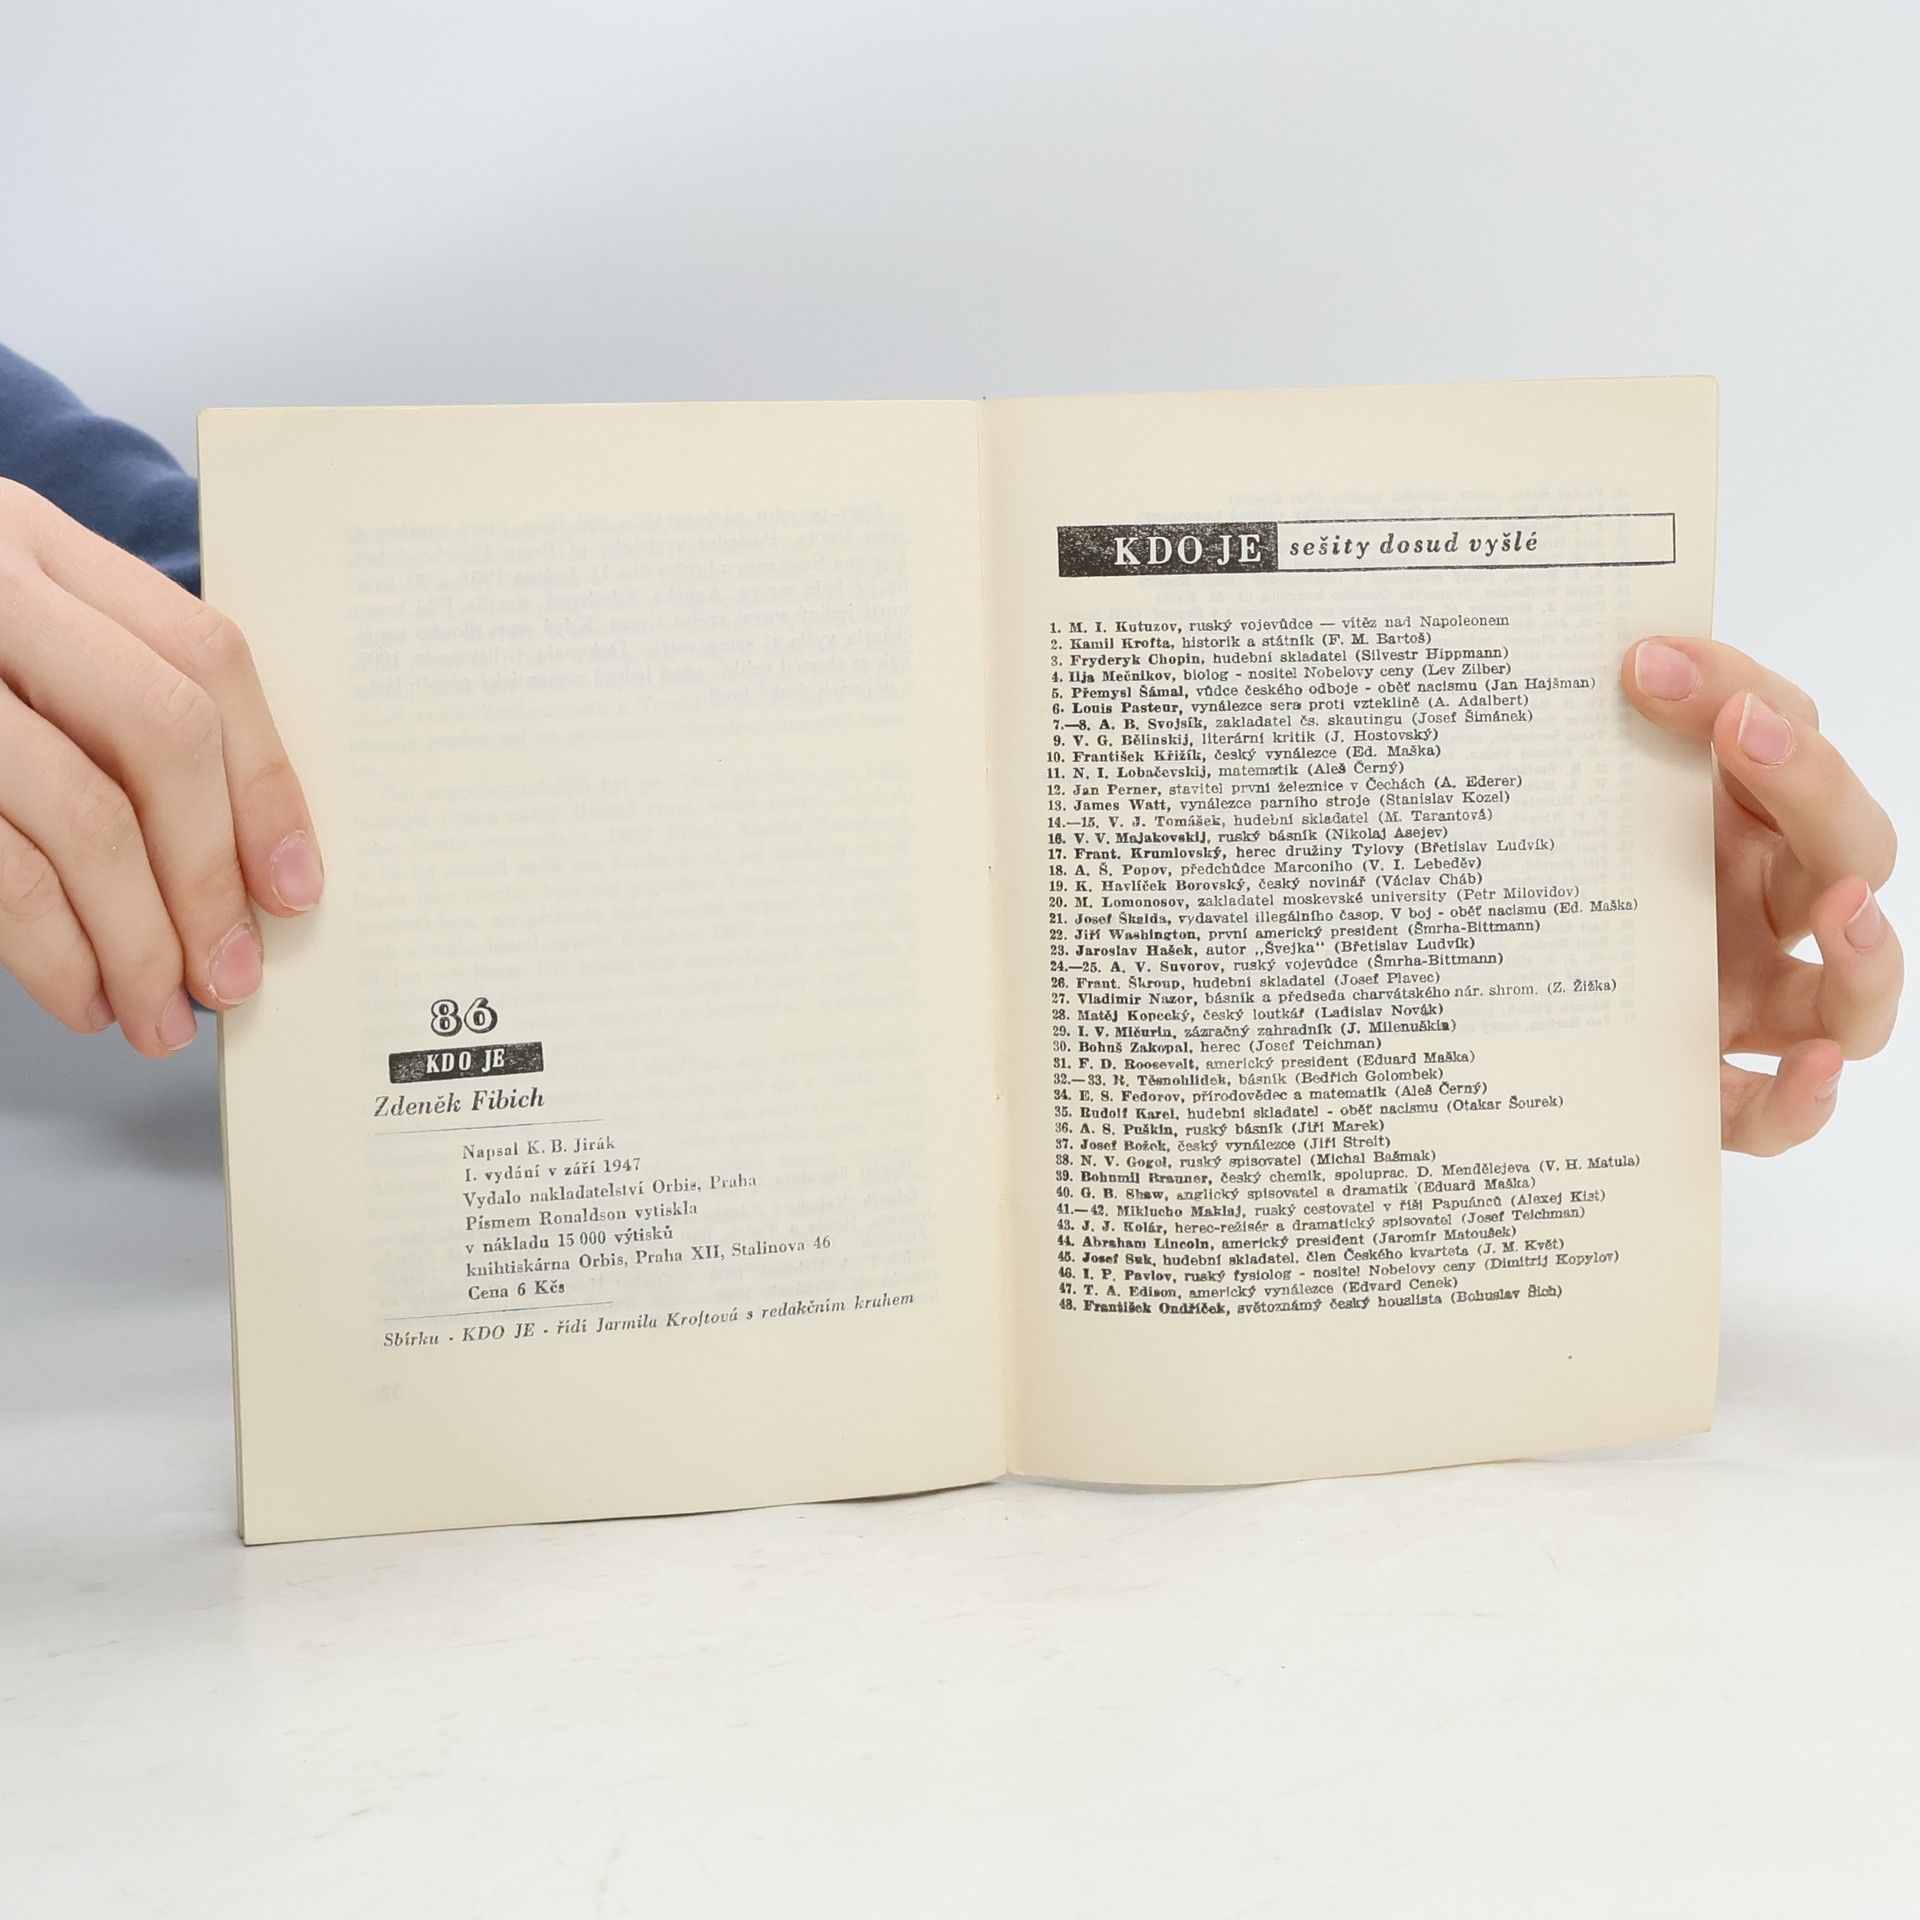 86
KDO JE
Zdeněk Fibich
Napsal K. B. Jirák
I. vydání v září 1947
Vydalo nakladatelství Orbis, Praha
Písmem Ronaldson vytiskla
v nákladu 15 000 výtisků
knihtiskárna Orbis, Praha XII, Stalinova 46
Cena 6 Kčs
Sbírku - KDO JE - řídí Jarmila Kroftová s redakčním kruhem
KDO JE sešity dosud vyšlé
1. M. I. Kutuzov, ruský vojevůdce — vítěz nad Napoleonem
2. Kamil Krofta, historik a státník (F. M. Bartoš)
3. Fryderyk Chopin, hudební skladatel (Silvestr Hippmann)
4. Ilja Mečnikov, biolog - nositel Nobelovy ceny (Lev Zilber)
5. Přemysl Šámal, vůdce českého odboje - oběť nacismu (Jan Hajšman)
6. Louis Pasteur, vynálezce sera proti vzteklině (A. Adalbert)
7.—8. A. B. Svojsík, zakladatel čs. skautingu (Josef Šimánek)
9. V. G. Bělinskij, literární kritik (J. Hostovský)
10. František Křižík, český vynálezce (Ed. Maška)
11. N. I. Lobačevskij, matematik (Aleš Černý)
12. Jan Perner, stavitel první železnice v Čechách (A. Ederer)
13. James Watt, vynálezce parního stroje (Stanislav Kozel)
14.—15. V. J. Tomášek, hudební skladatel (M. Tarantová)
16. V. V. Majakovskij, ruský básník (Nikolaj Asejev)
17. Frant. Krumlovský, herec družiny Tylovy (Břetislav Ludvík)
18. A. Š. Popov, předchůdce Marconiho (V. I. Lebeděv)
19. K. Havlíček Borovský, český novinář (Václav Cháb)
20. M. Lomonosov, zakladatel moskevské university (Petr Milovidov)
21. Josef Škalda, vydavatel illegálního časop. V boj - oběť nacismu (Ed. Maška)
22. Jiří Washington, první americký president (Šmrha-Bittmann)
23. Jaroslav Hašek, autor „Švejka“ (Břetislav Ludvík)
24.—25. A. V. Suvorov, ruský vojevůdce (Šmrha-Bittmann)
26. Frant. Škroup, hudební skladatel (Josef Plavec)
27. Vladimir Nazor, básník a předseda charvátského nár. shrom. (Z. Žižka)
28. Matěj Kopecký, český loutkář (Ladislav Novák)
29. I. V. Mičurin, zázračný zahradník (J. Milenuškin)
30. Bohuš Zakopal, herec (Josef Teichman)
31. F. D. Roosevelt, americký president (Eduard Maška)
32.—33. R. Těsnohlídek, básník (Bedřich Golombek)
34. E. S. Fedorov, přírodovědec a matematik (Aleš Černý)
35. Rudolf Karel, hudební skladatel - oběť nacismu (Otakar Šourek)
36. A. S. Puškin, ruský básník (Jiří Marek)
37. Josef Božek, český vynálezce (Jiří Streit)
38. N. V. Gogol, ruský spisovatel (Michal Bašmak)
39. Bohumil Brauner, český chemik, spoluprac. D. Mendělejeva (V. H. Matula)
40. G. B. Shaw, anglický spisovatel a dramatik (Eduard Maška)
41.—42. Miklucho Maklaj, ruský cestovatel v říši Papuánců (Alexej Kist)
43. J. J. Kolár, herec-režisér a dramatický spisovatel (Josef Teichman)
44. Abraham Lincoln, americký president (Jaromír Matoušek)
45. Josef Suk, hudební skladatel, člen Českého kvarteta (J. M. Květ)
46. I. P. Pavlov, ruský fysiolog - nositel Nobelovy ceny (Dimitrij Kopylov)
47. T. A. Edison, americký vynálezce (Edvard Cenek)
48. František Ondříček, světoznámý český houslista (Bohuslav Šich)